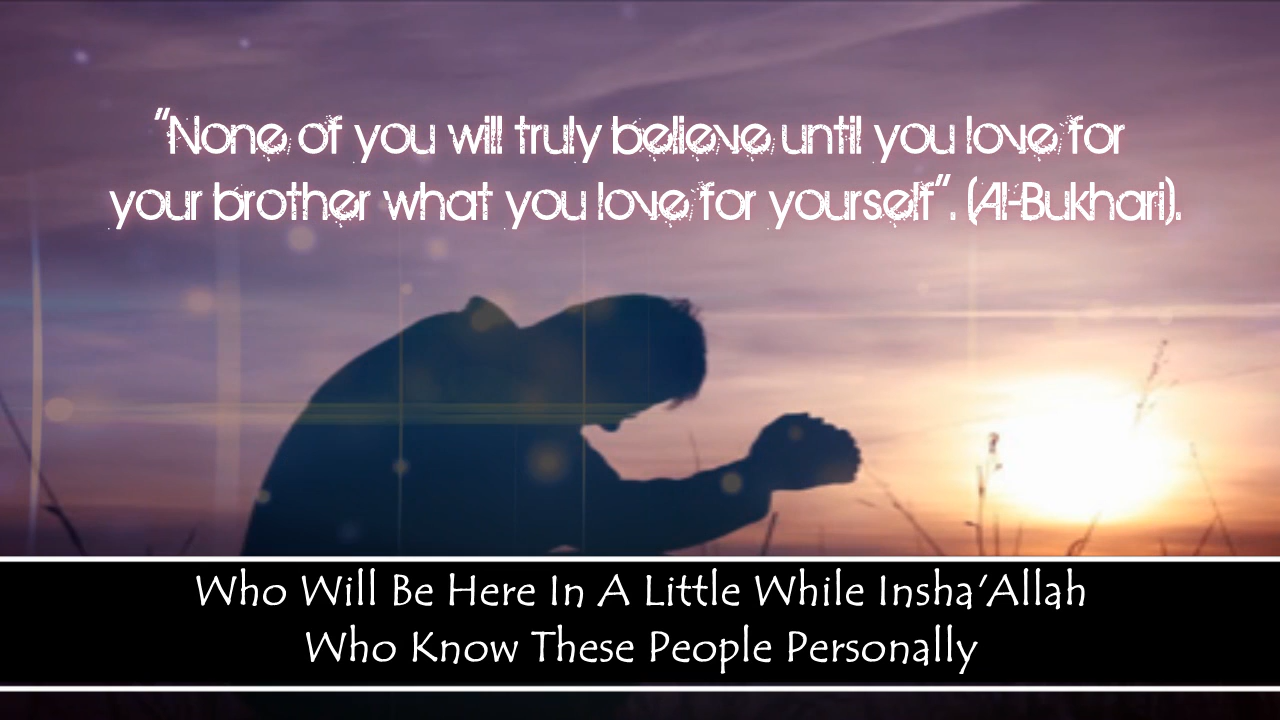 "None of you will truly believe until you love for
your brother what you love for yourself". (Al-Bukhari).
Who Will Be Here In A Little While Insha'Allah
Who Know These People Personally